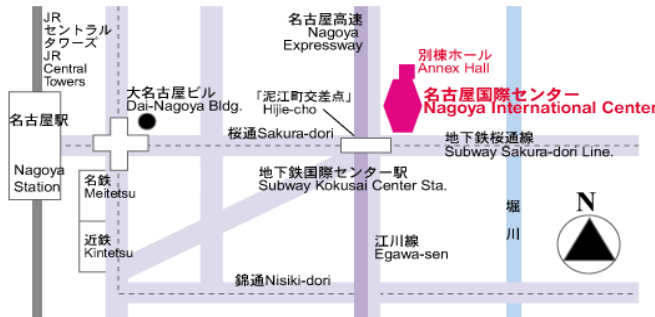 JR
セントラル
タワーズ
JR
Central
Towers
名古屋高速
Nagoya
Expressway
別棟ホール
Annex Hall
大名古屋ビル
Dai-Nagoya Bldg.
「泥江町交差点」
Hijie-cho
名古屋国際センター
Nagoya International Center
名古屋駅
桜通Sakura-dori
地下鉄桜通線
Subway Sakura-dori Line.
Nagoya
Station
名鉄
Meitetsu
地下鉄国際センター駅
Subway Kokusai Center Sta.
堀川
N
近鉄
Kintetsu
江川線
Egawa-sen
錦通Nisiki-dori